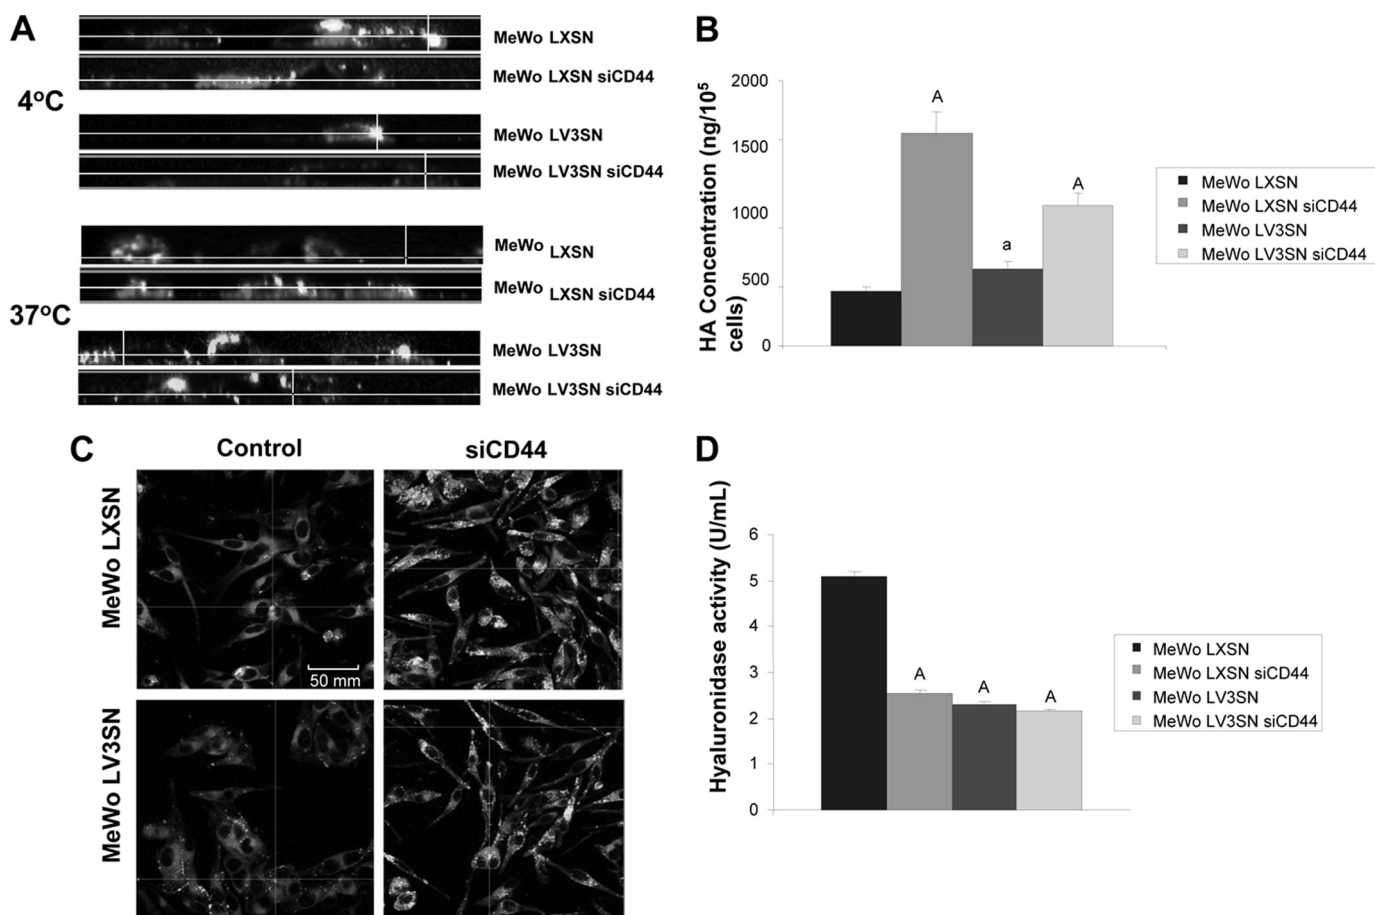 A
MeWo LXSN
MeWo LXSN siCD44
4°C
MeWo LV3SN
MeWo LV3SN siCD44
MeWo LXSN
MeWo LXSN siCD44
37°C
MeWo LV3SN
MeWo LV3SN siCD44
B
HA Concentration (ng/10⁵
cells)
2000
1500
1000
500
0
A
a
A
MeWo LXSN
MeWo LXSN siCD44
MeWo LV3SN
MeWo LV3SN siCD44
C
Control
siCD44
MeWo LXSN
50 mm
MeWo LV3SN
D
Hyaluronidase activity (U/mL)
6
5
4
3
2
1
0
A
A
A
MeWo LXSN
MeWo LXSN siCD44
MeWo LV3SN
MeWo LV3SN siCD44